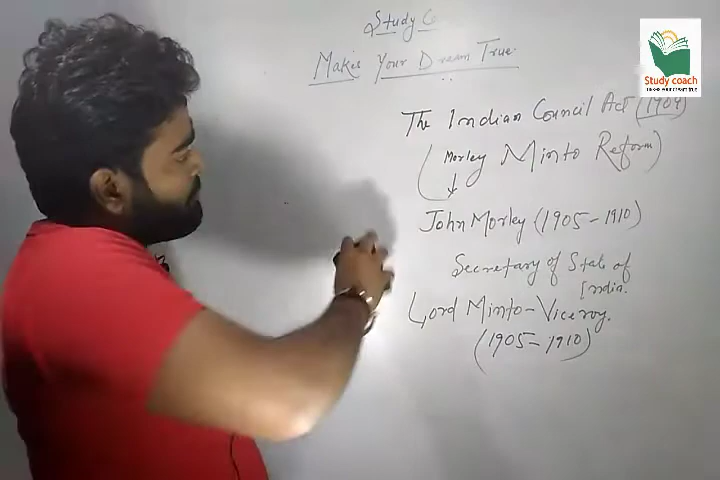 Study C
Makes Your Dream True.
Study coach
The Indian Council Act (1909)
(Morley Minto Reform)
John Morley (1905-1910)
Secretary of State of
India.
Lord Minto-Viceroy.
(1905-1910)